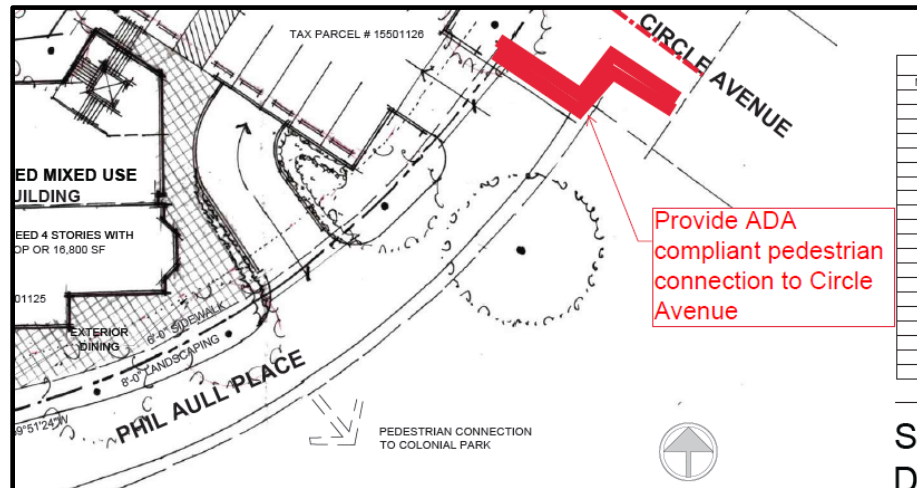 TAX PARCEL # 15501126
CIRCLE AVENUE
ED MIXED USE
UILDING
EED 4 STORIES WITH
OP OR 16,800 SF
01125
Provide ADA
compliant pedestrian
connection to Circle
Avenue
EXTERIOR
DINING
6'-0" SIDEWALK
8'-0" LANDSCAPING
PHIL AULL PLACE
9°51'24"W
PEDESTRIAN CONNECTION
TO COLONIAL PARK
S
D